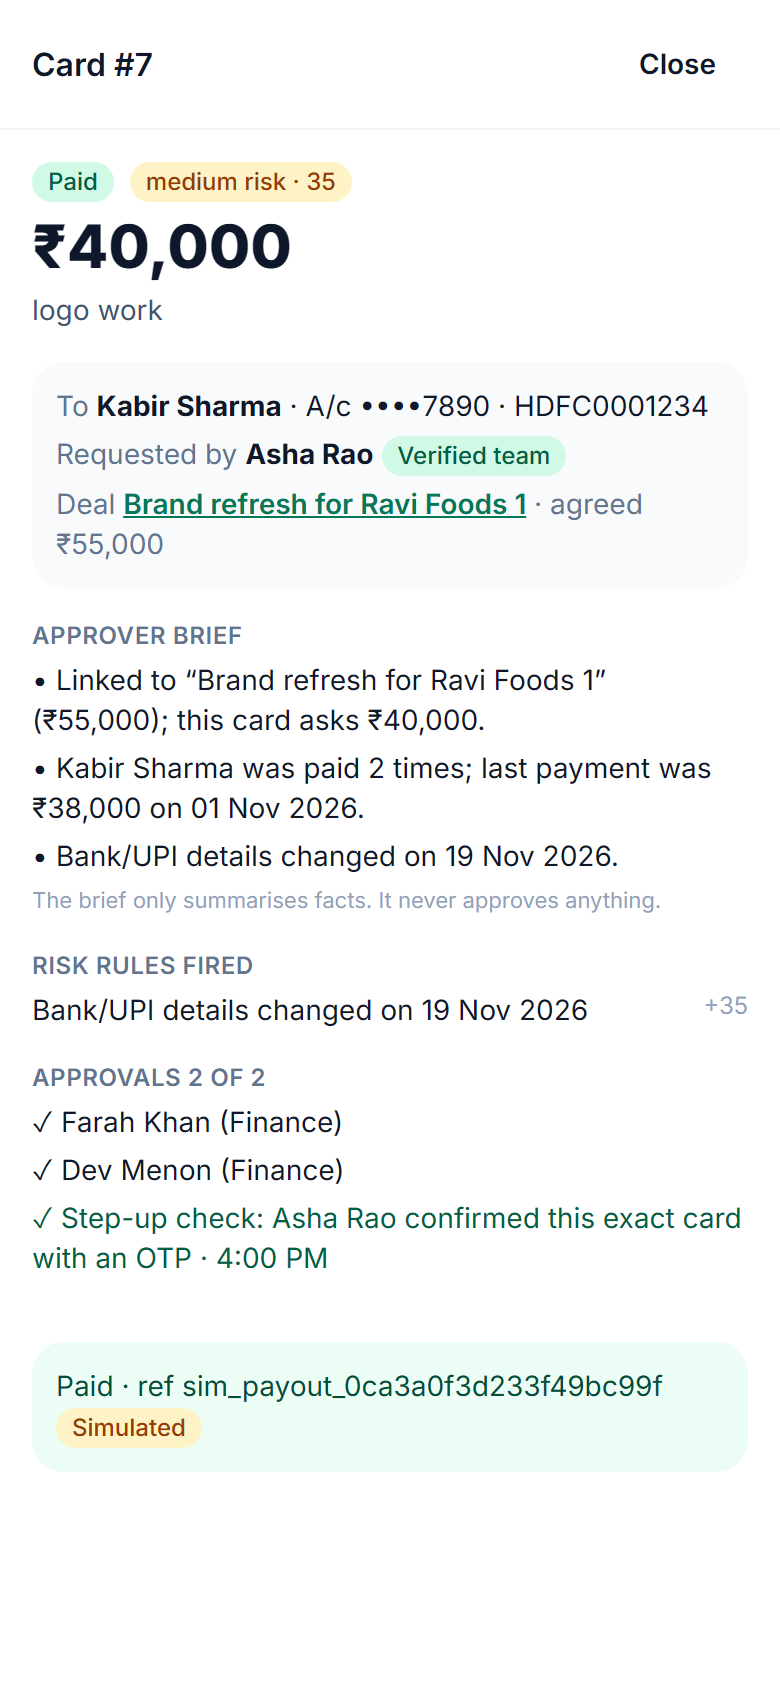 Card #7
Close
Paid
medium risk · 35
₹40,000
logo work
To Kabir Sharma · A/c ••••7890 · HDFC0001234
Requested by Asha Rao Verified team
Deal Brand refresh for Ravi Foods 1 · agreed
₹55,000
APPROVER BRIEF
• Linked to “Brand refresh for Ravi Foods 1”
(₹55,000); this card asks ₹40,000.
• Kabir Sharma was paid 2 times; last payment was
₹38,000 on 01 Nov 2026.
• Bank/UPI details changed on 19 Nov 2026.
The brief only summarises facts. It never approves anything.
RISK RULES FIRED
Bank/UPI details changed on 19 Nov 2026 +35
APPROVALS 2 OF 2
✓ Farah Khan (Finance)
✓ Dev Menon (Finance)
✓ Step-up check: Asha Rao confirmed this exact card
with an OTP · 4:00 PM
Paid · ref sim_payout_0ca3a0f3d233f49bc99f
Simulated